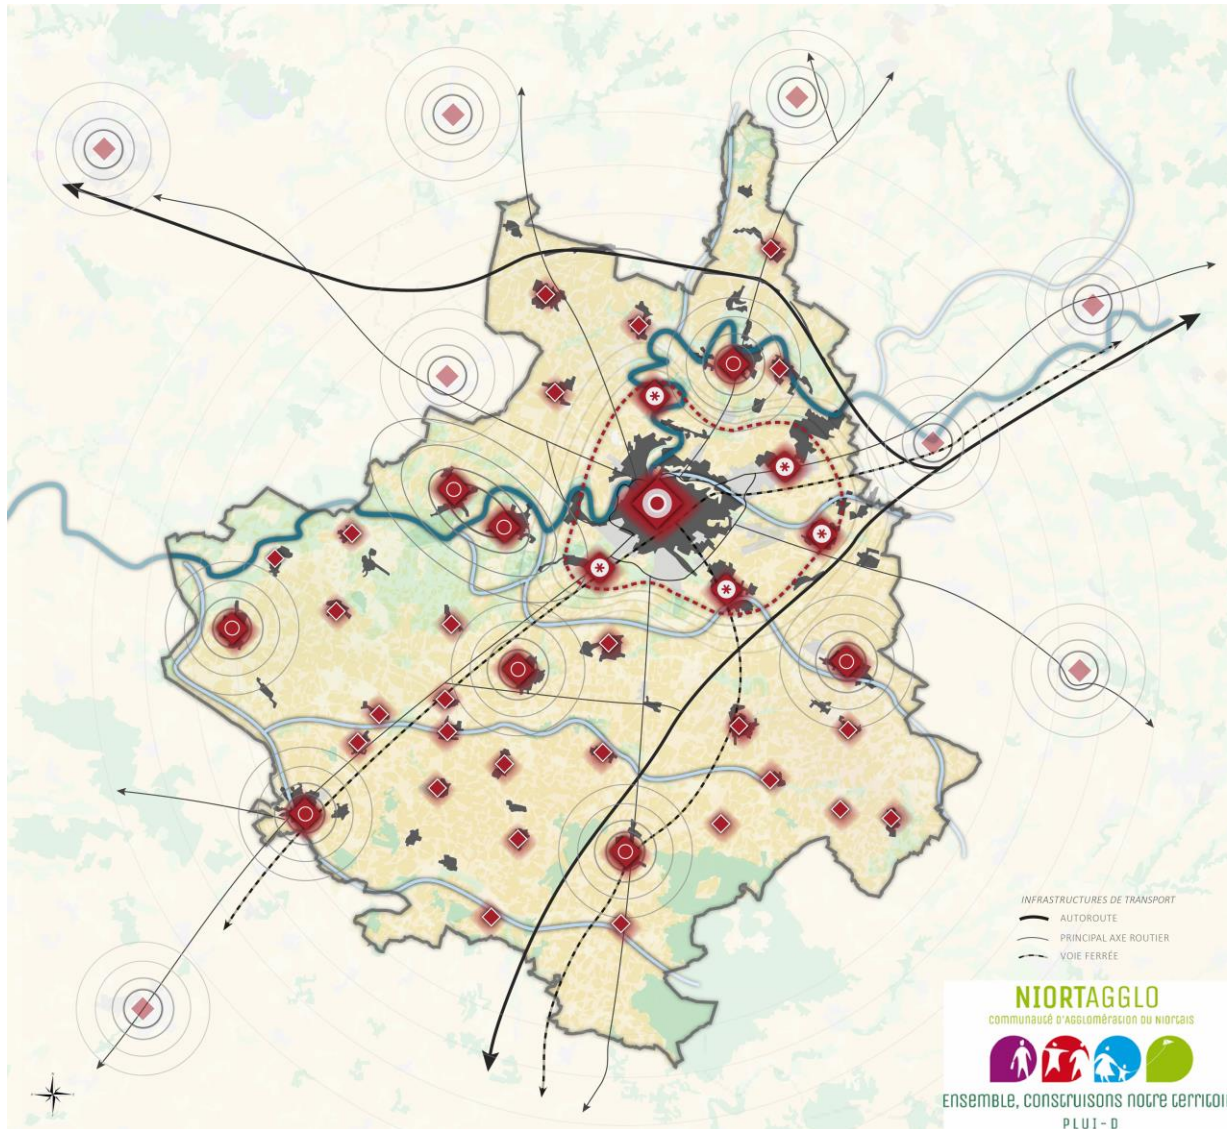 INFRASTRUCTURES DE TRANSPORT
AUTOROUTE
PRINCIPAL AXE ROUTIER
VOIE FERRÉE
NIORTAGGLO
COMMUNAUTÉ D'AGGLOMÉRATION DU NIORTAIS
ENSEMBLE, CONSTRUISONS NOTRE TERRITOI
PLUI-D